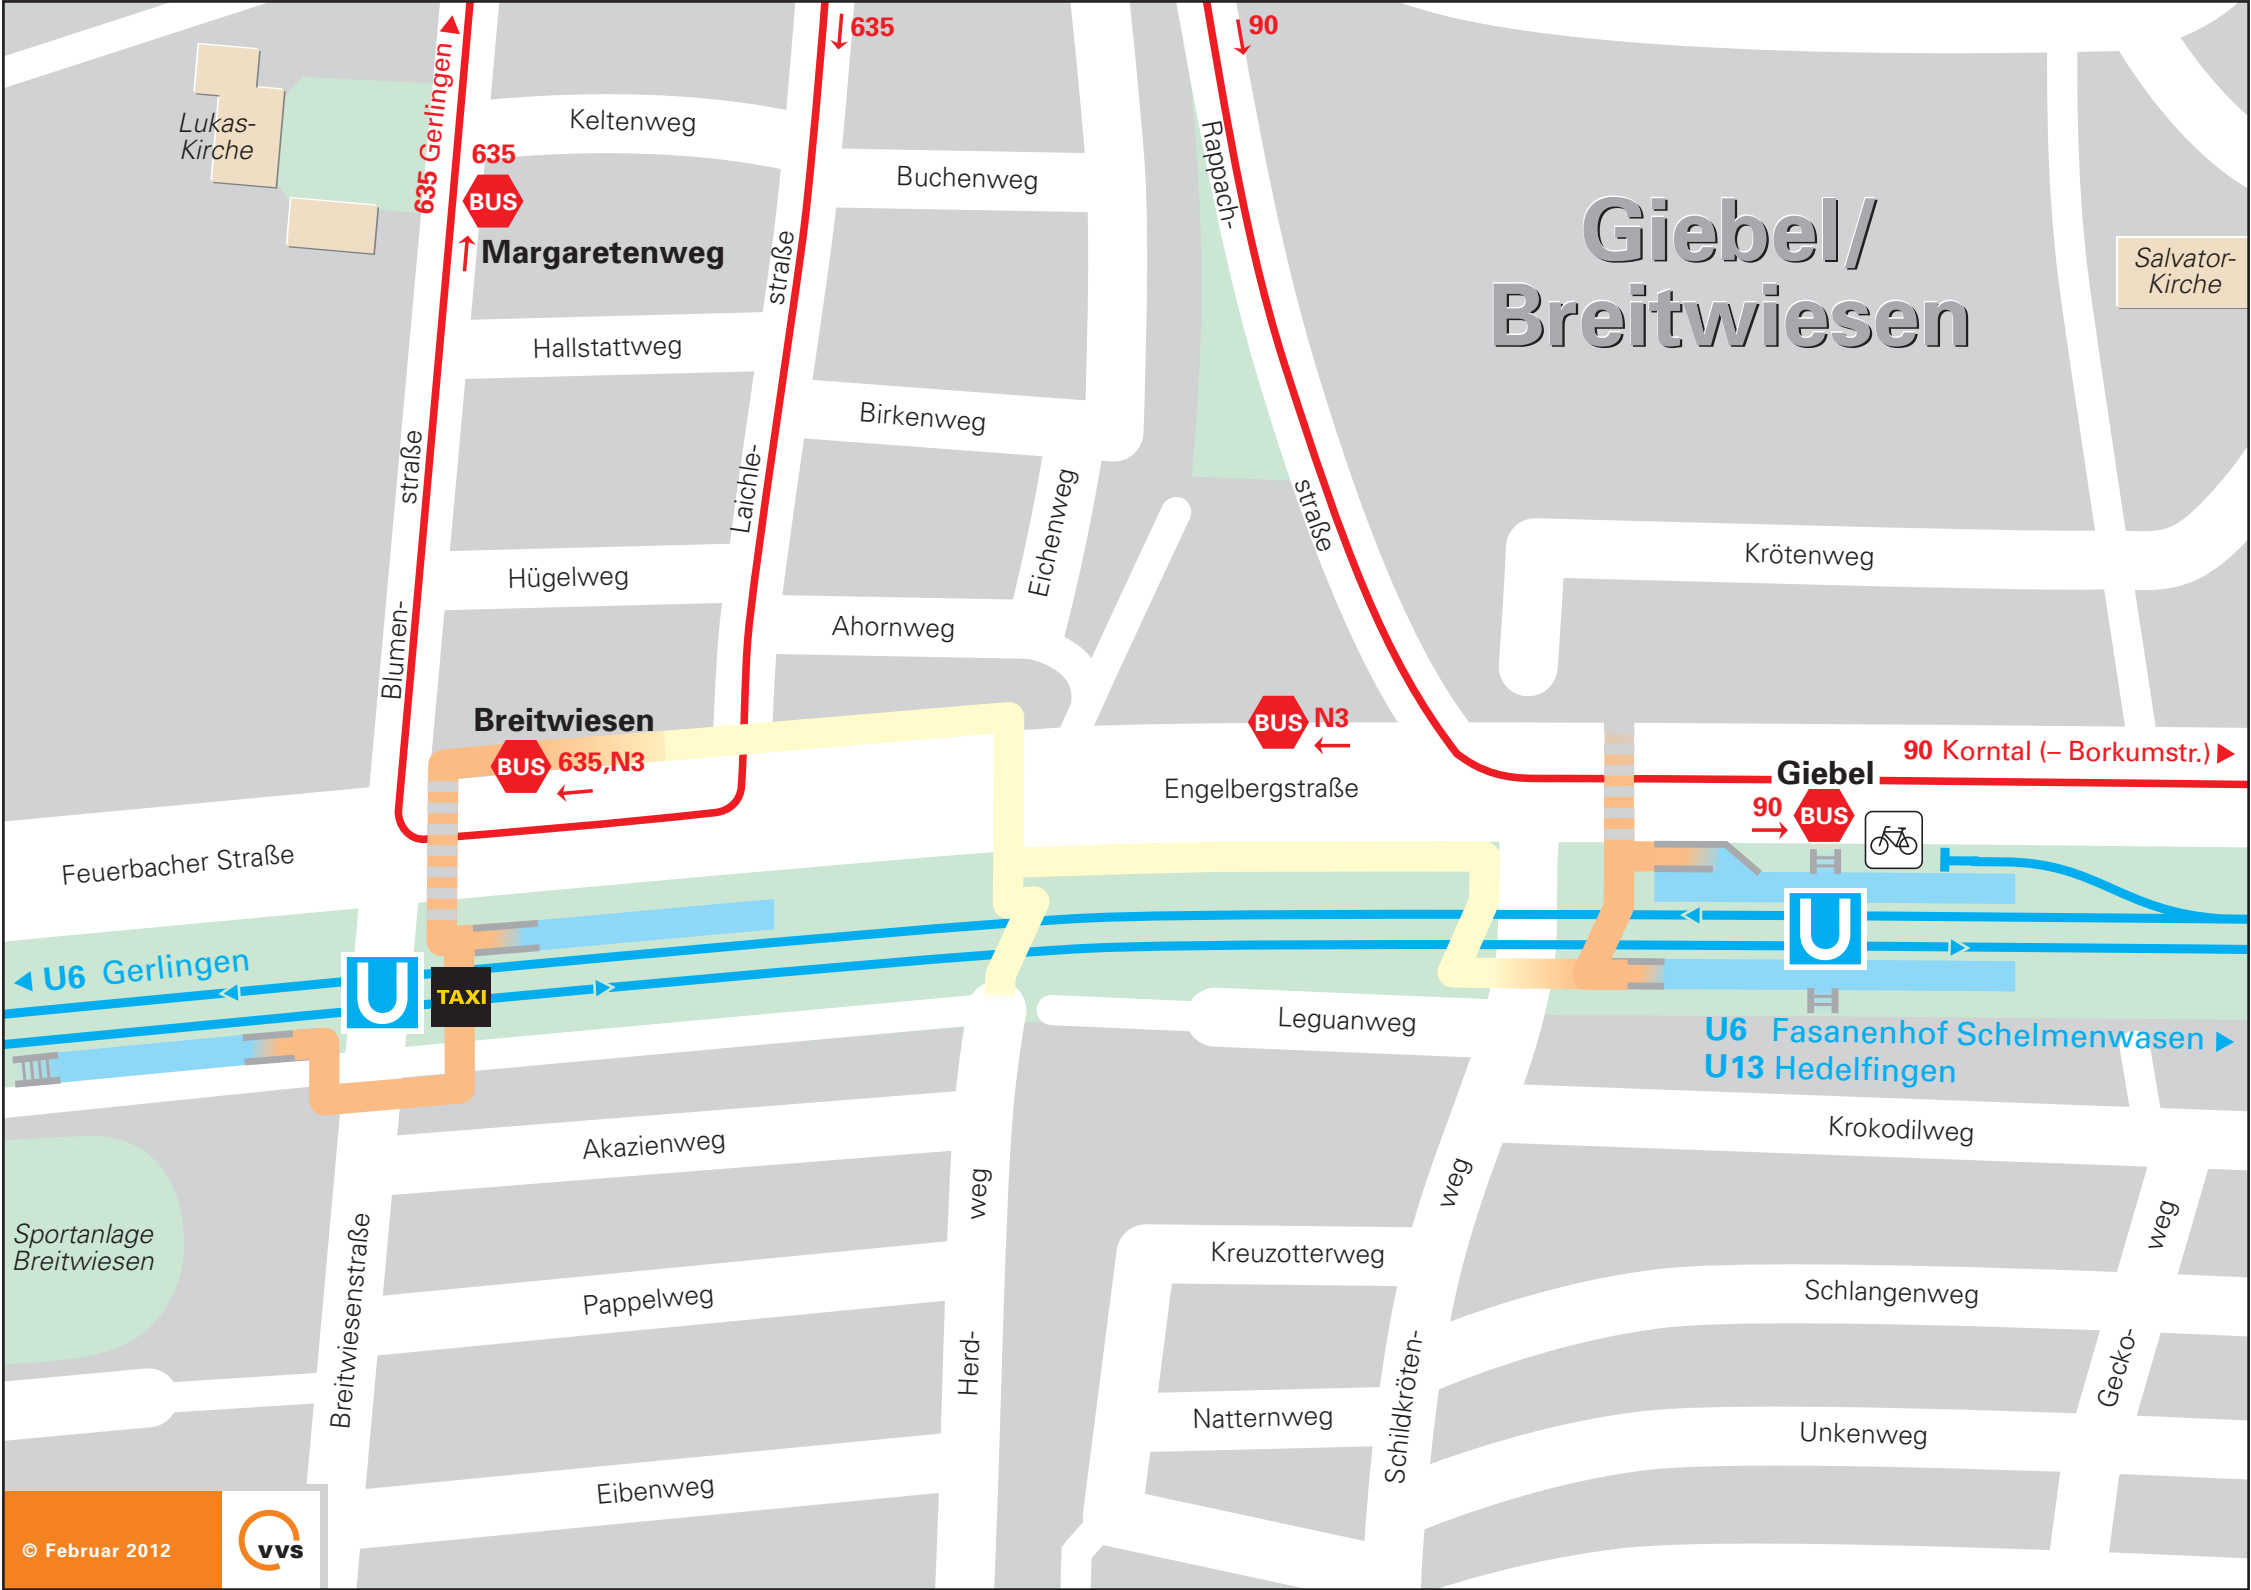 635
90
635 Gerlingen
Lukas-
Kirche
Keltenweg
635
BUS
Margaretenweg
Buchenweg
Rappach-
straße
Giebel/
Breitwiesen
Salvator-
Kirche
Hallstattweg
Laichle-
straße
Birkenweg
Blumen-
straße
Eichenweg
Krötenweg
Hügelweg
Ahornweg
Breitwiesen
BUS
635,N3
BUS
N3
Engelbergstraße
90 Korntal (– Borkumstr.)
Giebel
90
BUS
Feuerbacher Straße
U6 Gerlingen
U
TAXI
U
Leguanweg
U6 Fasanenhof Schelmenwasen
U13 Hedelfingen
Akazienweg
Krokodilweg
Sportanlage
Breitwiesen
Breitwiesenstraße
Herd-
weg
Schildkröten-
weg
Gecko-
weg
Kreuzotterweg
Pappelweg
Schlangenweg
Natternweg
Unkenweg
Eibenweg
© Februar 2012
vvs